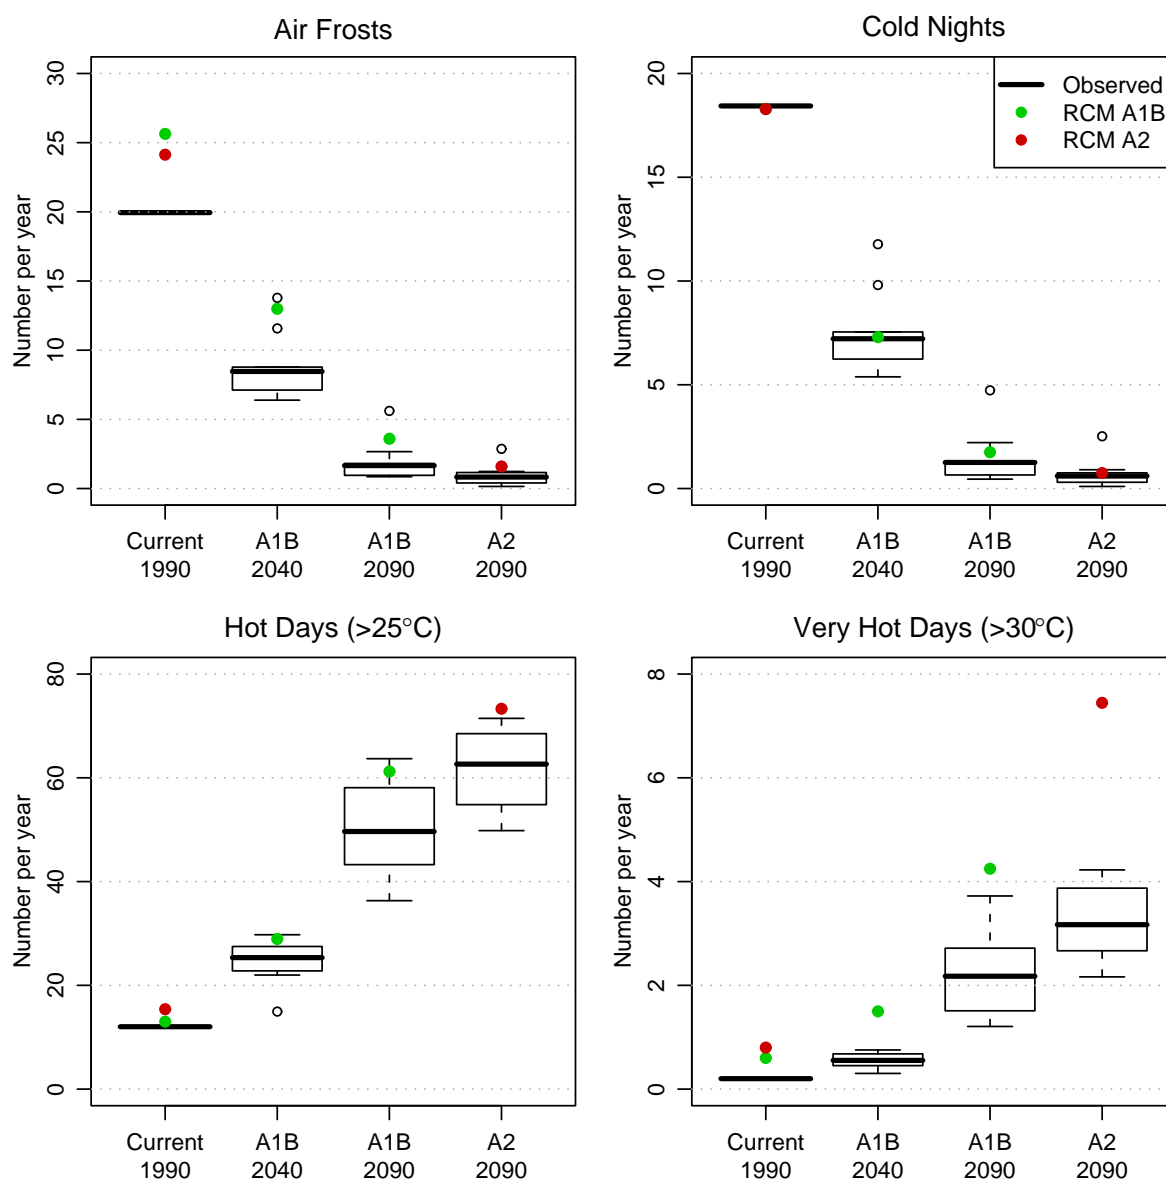 Air Frosts
Number per year
30
25
20
15
10
5
0
Current
1990
A1B
2040
A1B
2090
A2
2090
Cold Nights
Number per year
20
15
10
5
0
Observed
RCM A1B
RCM A2
Current
1990
A1B
2040
A1B
2090
A2
2090
Hot Days (>25°C)
Number per year
80
60
40
20
0
Current
1990
A1B
2040
A1B
2090
A2
2090
Very Hot Days (>30°C)
Number per year
8
6
4
2
0
Current
1990
A1B
2040
A1B
2090
A2
2090